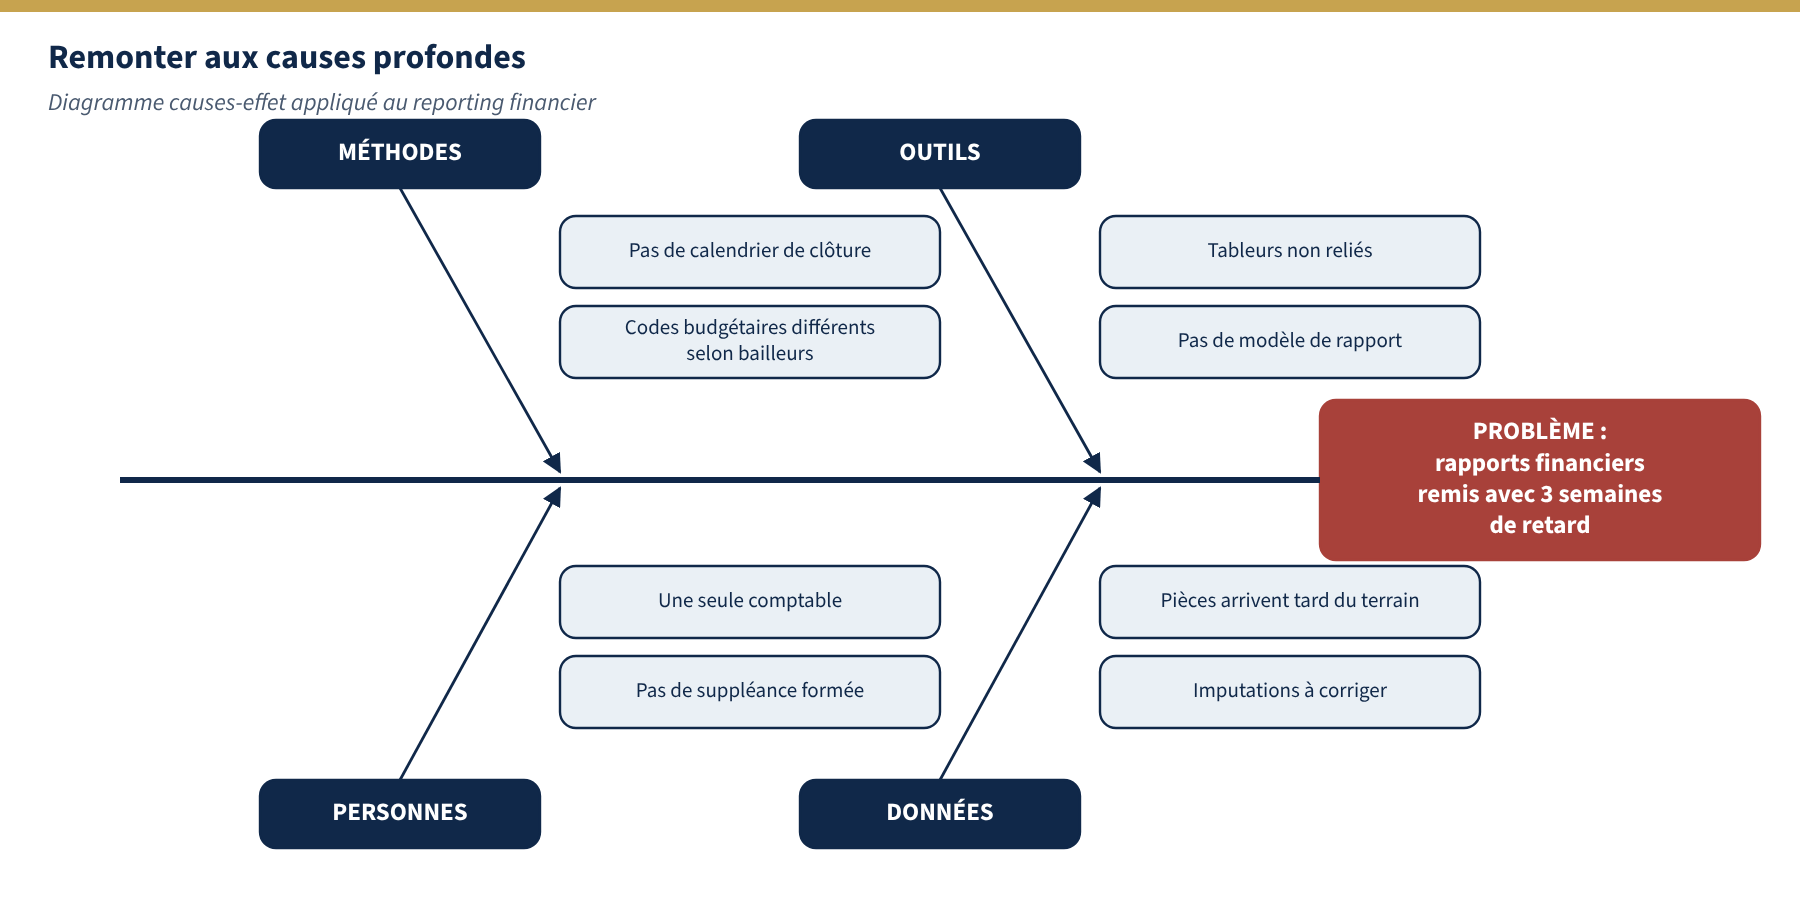 Remonter aux causes profondes
Diagramme causes-effet appliqué au reporting financier
MÉTHODES
OUTILS
Pas de calendrier de clôture
Tableurs non reliés
Codes budgétaires différents
selon bailleurs
Pas de modèle de rapport
PROBLÈME :
rapports financiers
remis avec 3 semaines
de retard
Une seule comptable
Pièces arrivent tard du terrain
Pas de suppléance formée
Imputations à corriger
PERSONNES
DONNÉES